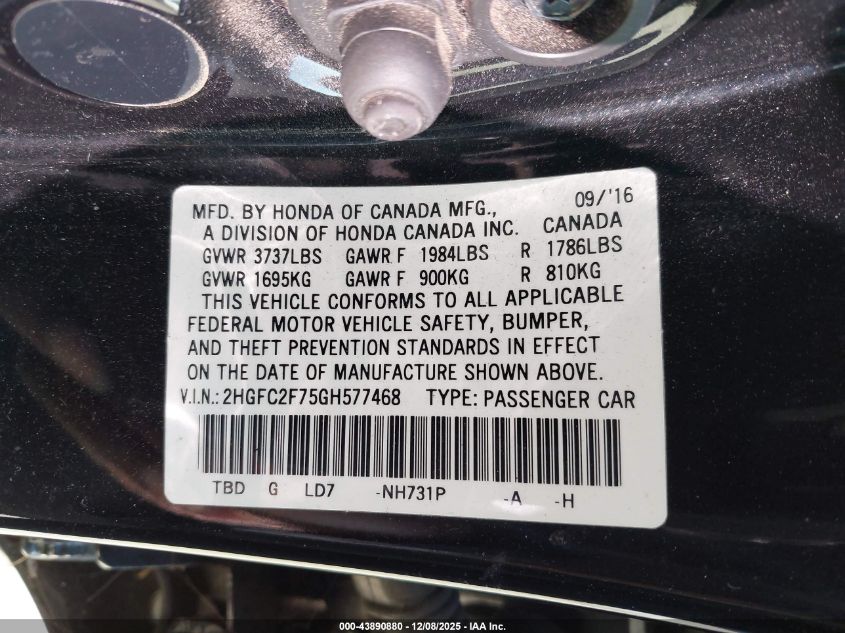 09/'16
MFD. BY HONDA OF CANADA MFG.,
A DIVISION OF HONDA CANADA INC. CANADA
GVWR 3737LBS GAWR F 1984LBS R 1786LBS
GVWR 1695KG GAWR F 900KG R 810KG
THIS VEHICLE CONFORMS TO ALL APPLICABLE
FEDERAL MOTOR VEHICLE SAFETY, BUMPER,
AND THEFT PREVENTION STANDARDS IN EFFECT
ON THE DATE OF MANUFACTURE SHOWN ABOVE.
V.I.N.: 2HGFC2F75GH577468 TYPE: PASSENGER CAR
TBD G LD7 -NH731P -A -H
000-43890880 - 12/08/2025 - IAA Inc.